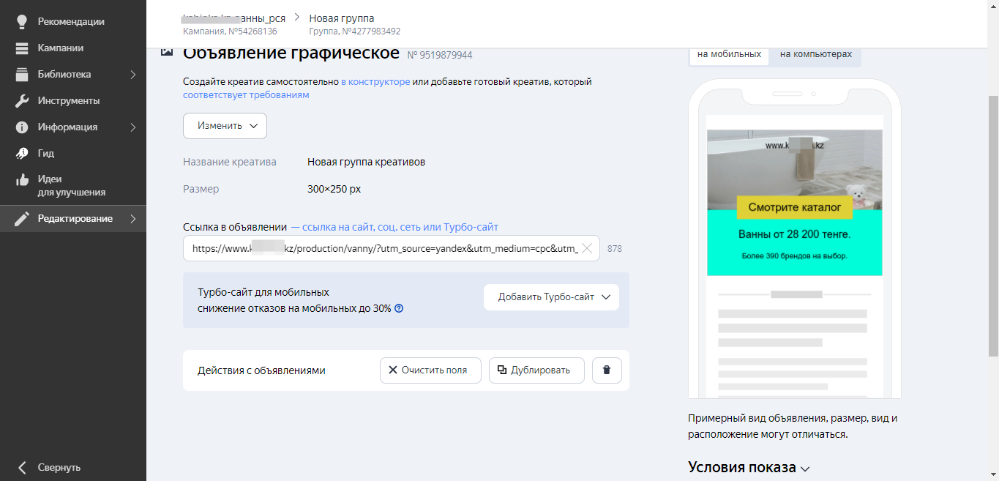 Рекомендации
Кампании
Библиотека
Инструменты
Информация
Гид
Идеи
для улучшения
Редактирование
Свернуть
анны_рся
Новая группа
Кампания, №54268136
Группа, №4277983492
Объявление графическое № 9519879944
Создайте креатив самостоятельно в конструкторе или добавьте готовый креатив, который
соответствует требованиям
Изменить
Название креатива Новая группа креативов
Размер 300×250 px
Ссылка в объявлении — ссылка на сайт, соц. сеть или Турбо-сайт
https://www.k kz/production/vanny/?utm_source=yandex&utm_medium=cpc&utm_ 878
Турбо-сайт для мобильных
снижение отказов на мобильных до 30%
Добавить Турбо-сайт
Действия с объявлениями
Очистить поля
Дублировать
на мобильных
на компьютерах
www.k .kz
Смотрите каталог
Ванны от 28 200 тенге.
Более 390 брендов на выбор.
Примерный вид объявления, размер, вид и
расположение могут отличаться.
Условия показа